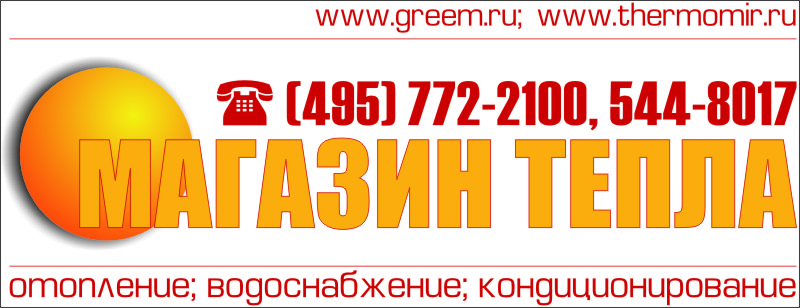 www.greem.ru; www.thermomir.ru
(495) 772-2100, 544-8017
МАГАЗИН ТЕПЛА
отопление; водоснабжение; кондиционирование